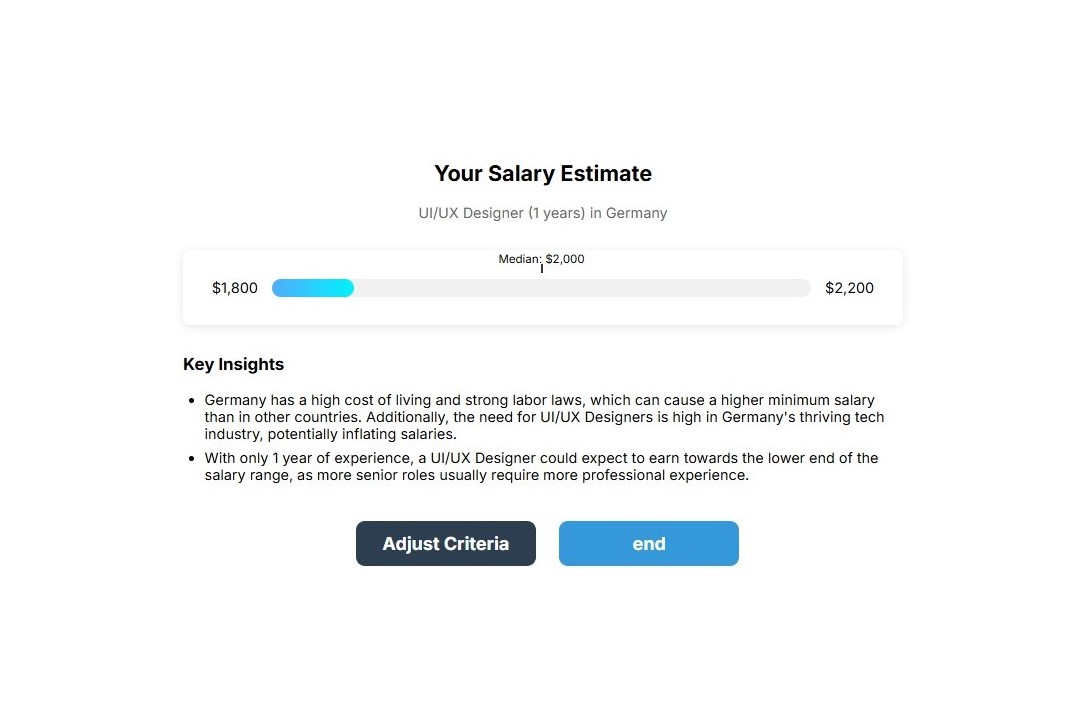 Your Salary Estimate
UI/UX Designer (1 years) in Germany
Median: $2,000
$1,800
$2,200
Key Insights
• Germany has a high cost of living and strong labor laws, which can cause a higher minimum salary
than in other countries. Additionally, the need for UI/UX Designers is high in Germany's thriving tech
industry, potentially inflating salaries.
• With only 1 year of experience, a UI/UX Designer could expect to earn towards the lower end of the
salary range, as more senior roles usually require more professional experience.
Adjust Criteria
end